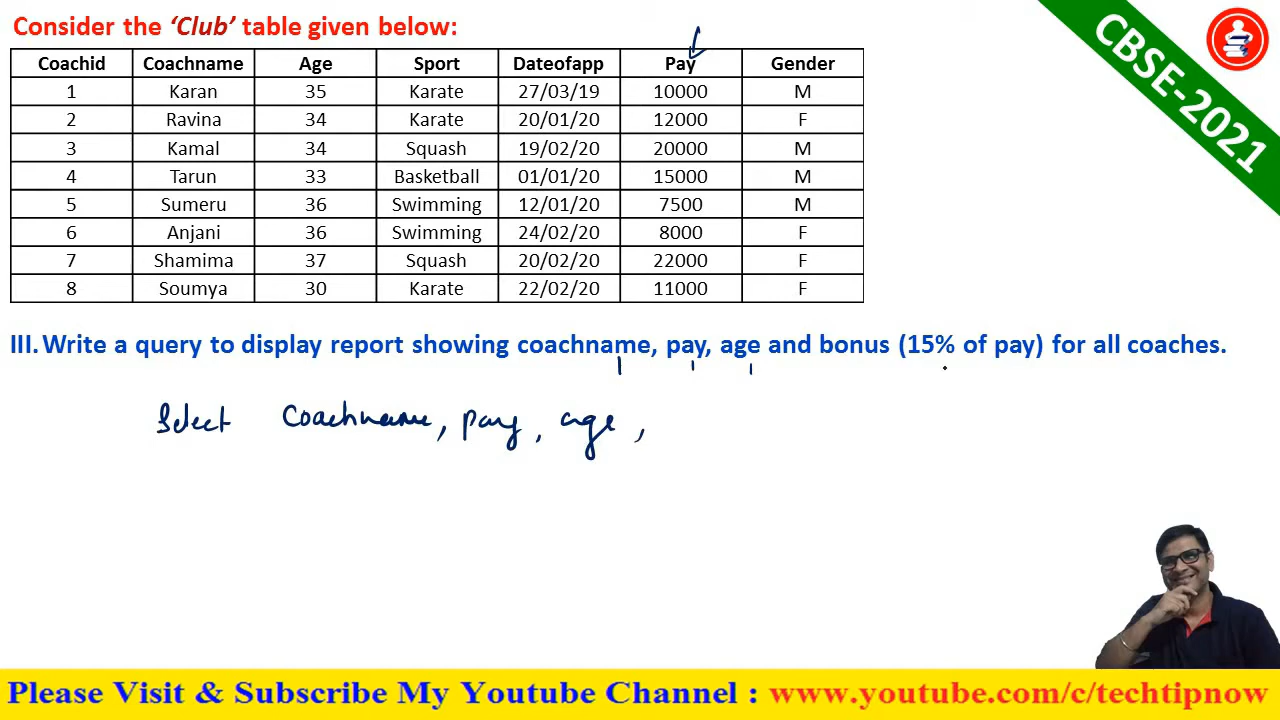 Consider the ‘Club’ table given below:
CBSE-2021
Coachid Coachname Age Sport Dateofapp Pay Gender
1 Karan 35 Karate 27/03/19 10000 M
2 Ravina 34 Karate 20/01/20 12000 F
3 Kamal 34 Squash 19/02/20 20000 M
4 Tarun 33 Basketball 01/01/20 15000 M
5 Sumeru 36 Swimming 12/01/20 7500 M
6 Anjani 36 Swimming 24/02/20 8000 F
7 Shamima 37 Squash 20/02/20 22000 F
8 Soumya 30 Karate 22/02/20 11000 F
III. Write a query to display report showing coachname, pay, age and bonus (15% of pay) for all coaches.
Select Coachname, pay, age,
Please Visit & Subscribe My Youtube Channel : www.youtube.com/c/techtipnow